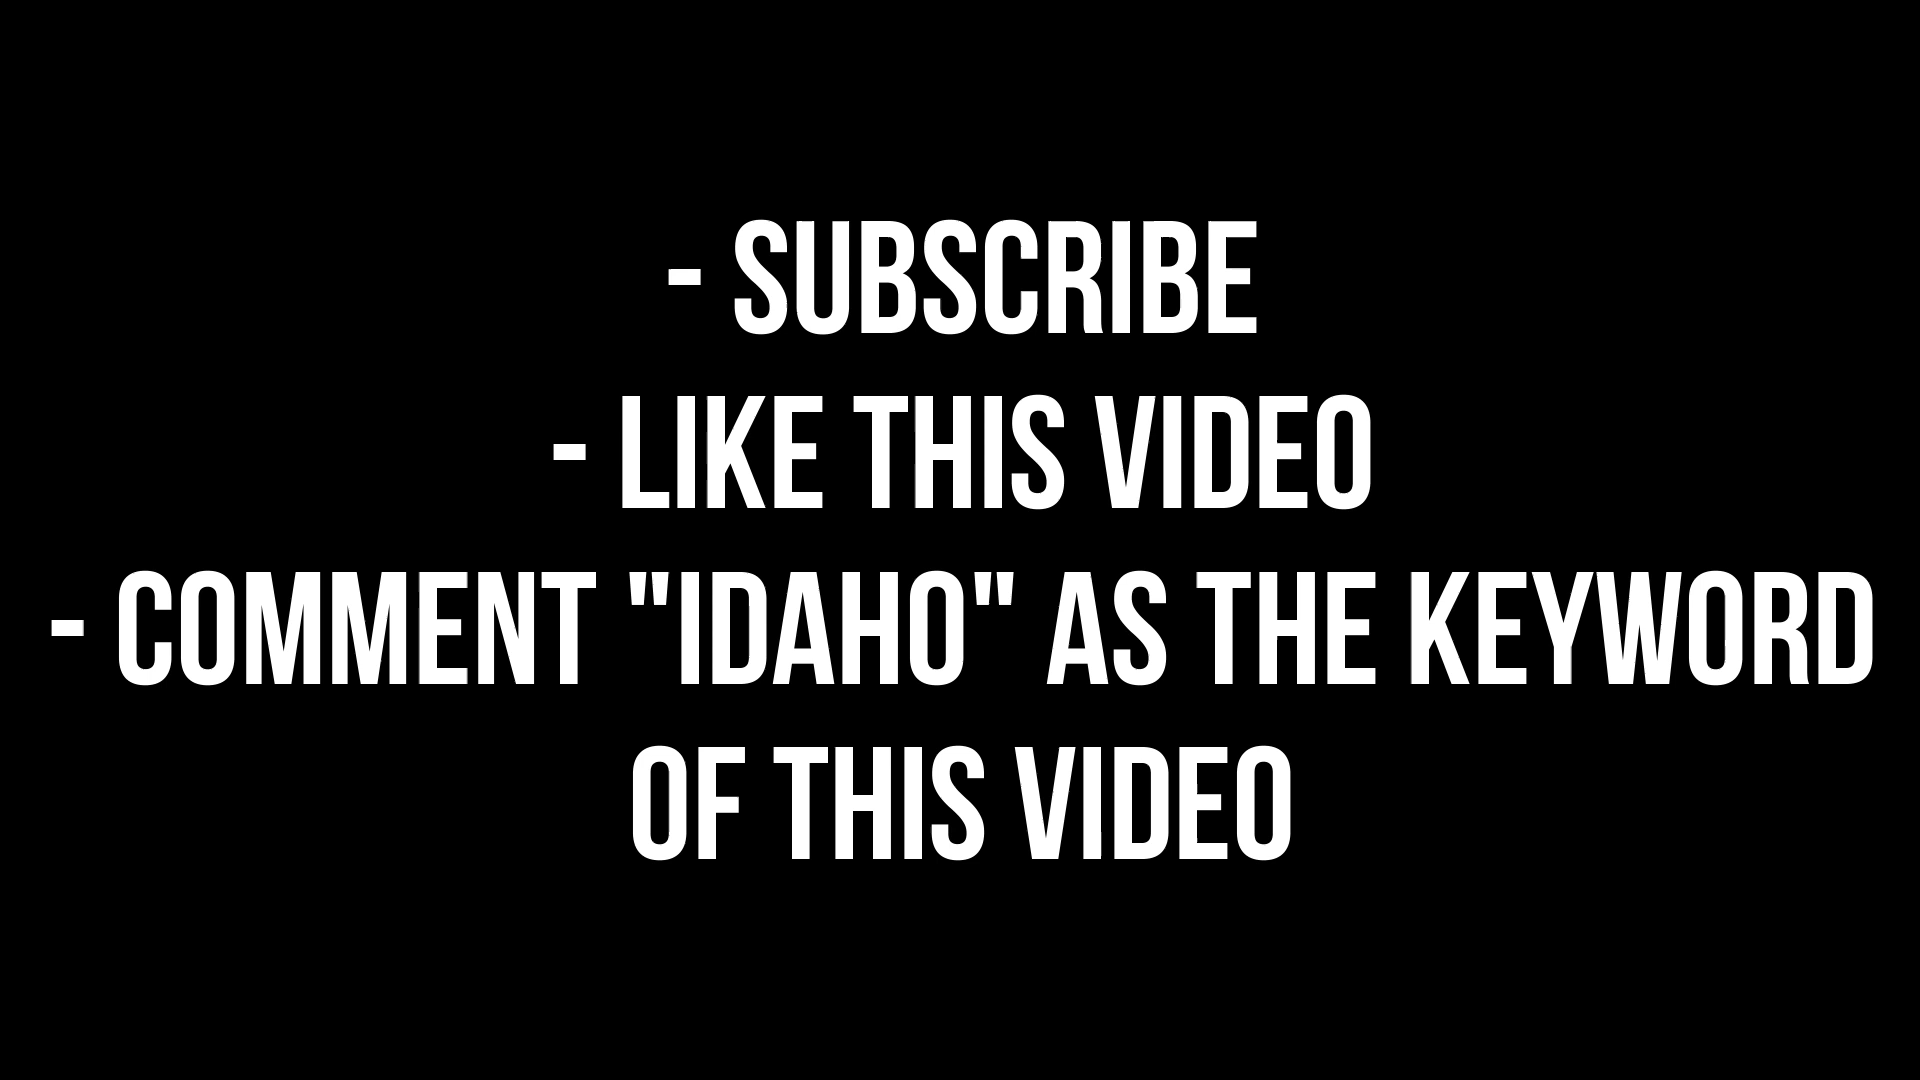 - SUBSCRIBE
- LIKE THIS VIDEO
- COMMENT "IDAHO" AS THE KEYWORD
OF THIS VIDEO